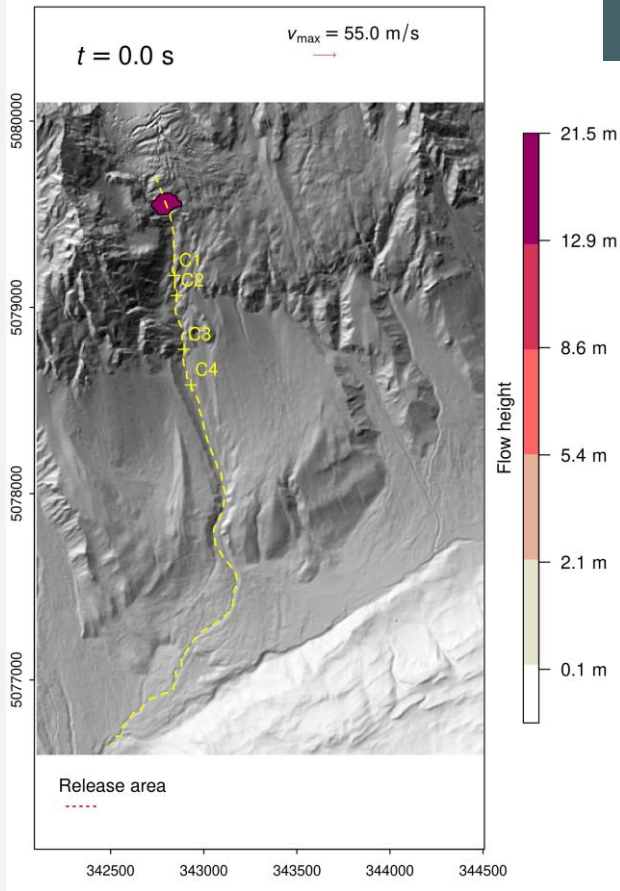 t = 0.0 s
v_max = 55.0 m/s
5080000
5079000
5078000
5077000
C1
C2
C3
C4
Release area
342500 343000 343500 344000 344500
Flow height
21.5 m
12.9 m
8.6 m
5.4 m
2.1 m
0.1 m